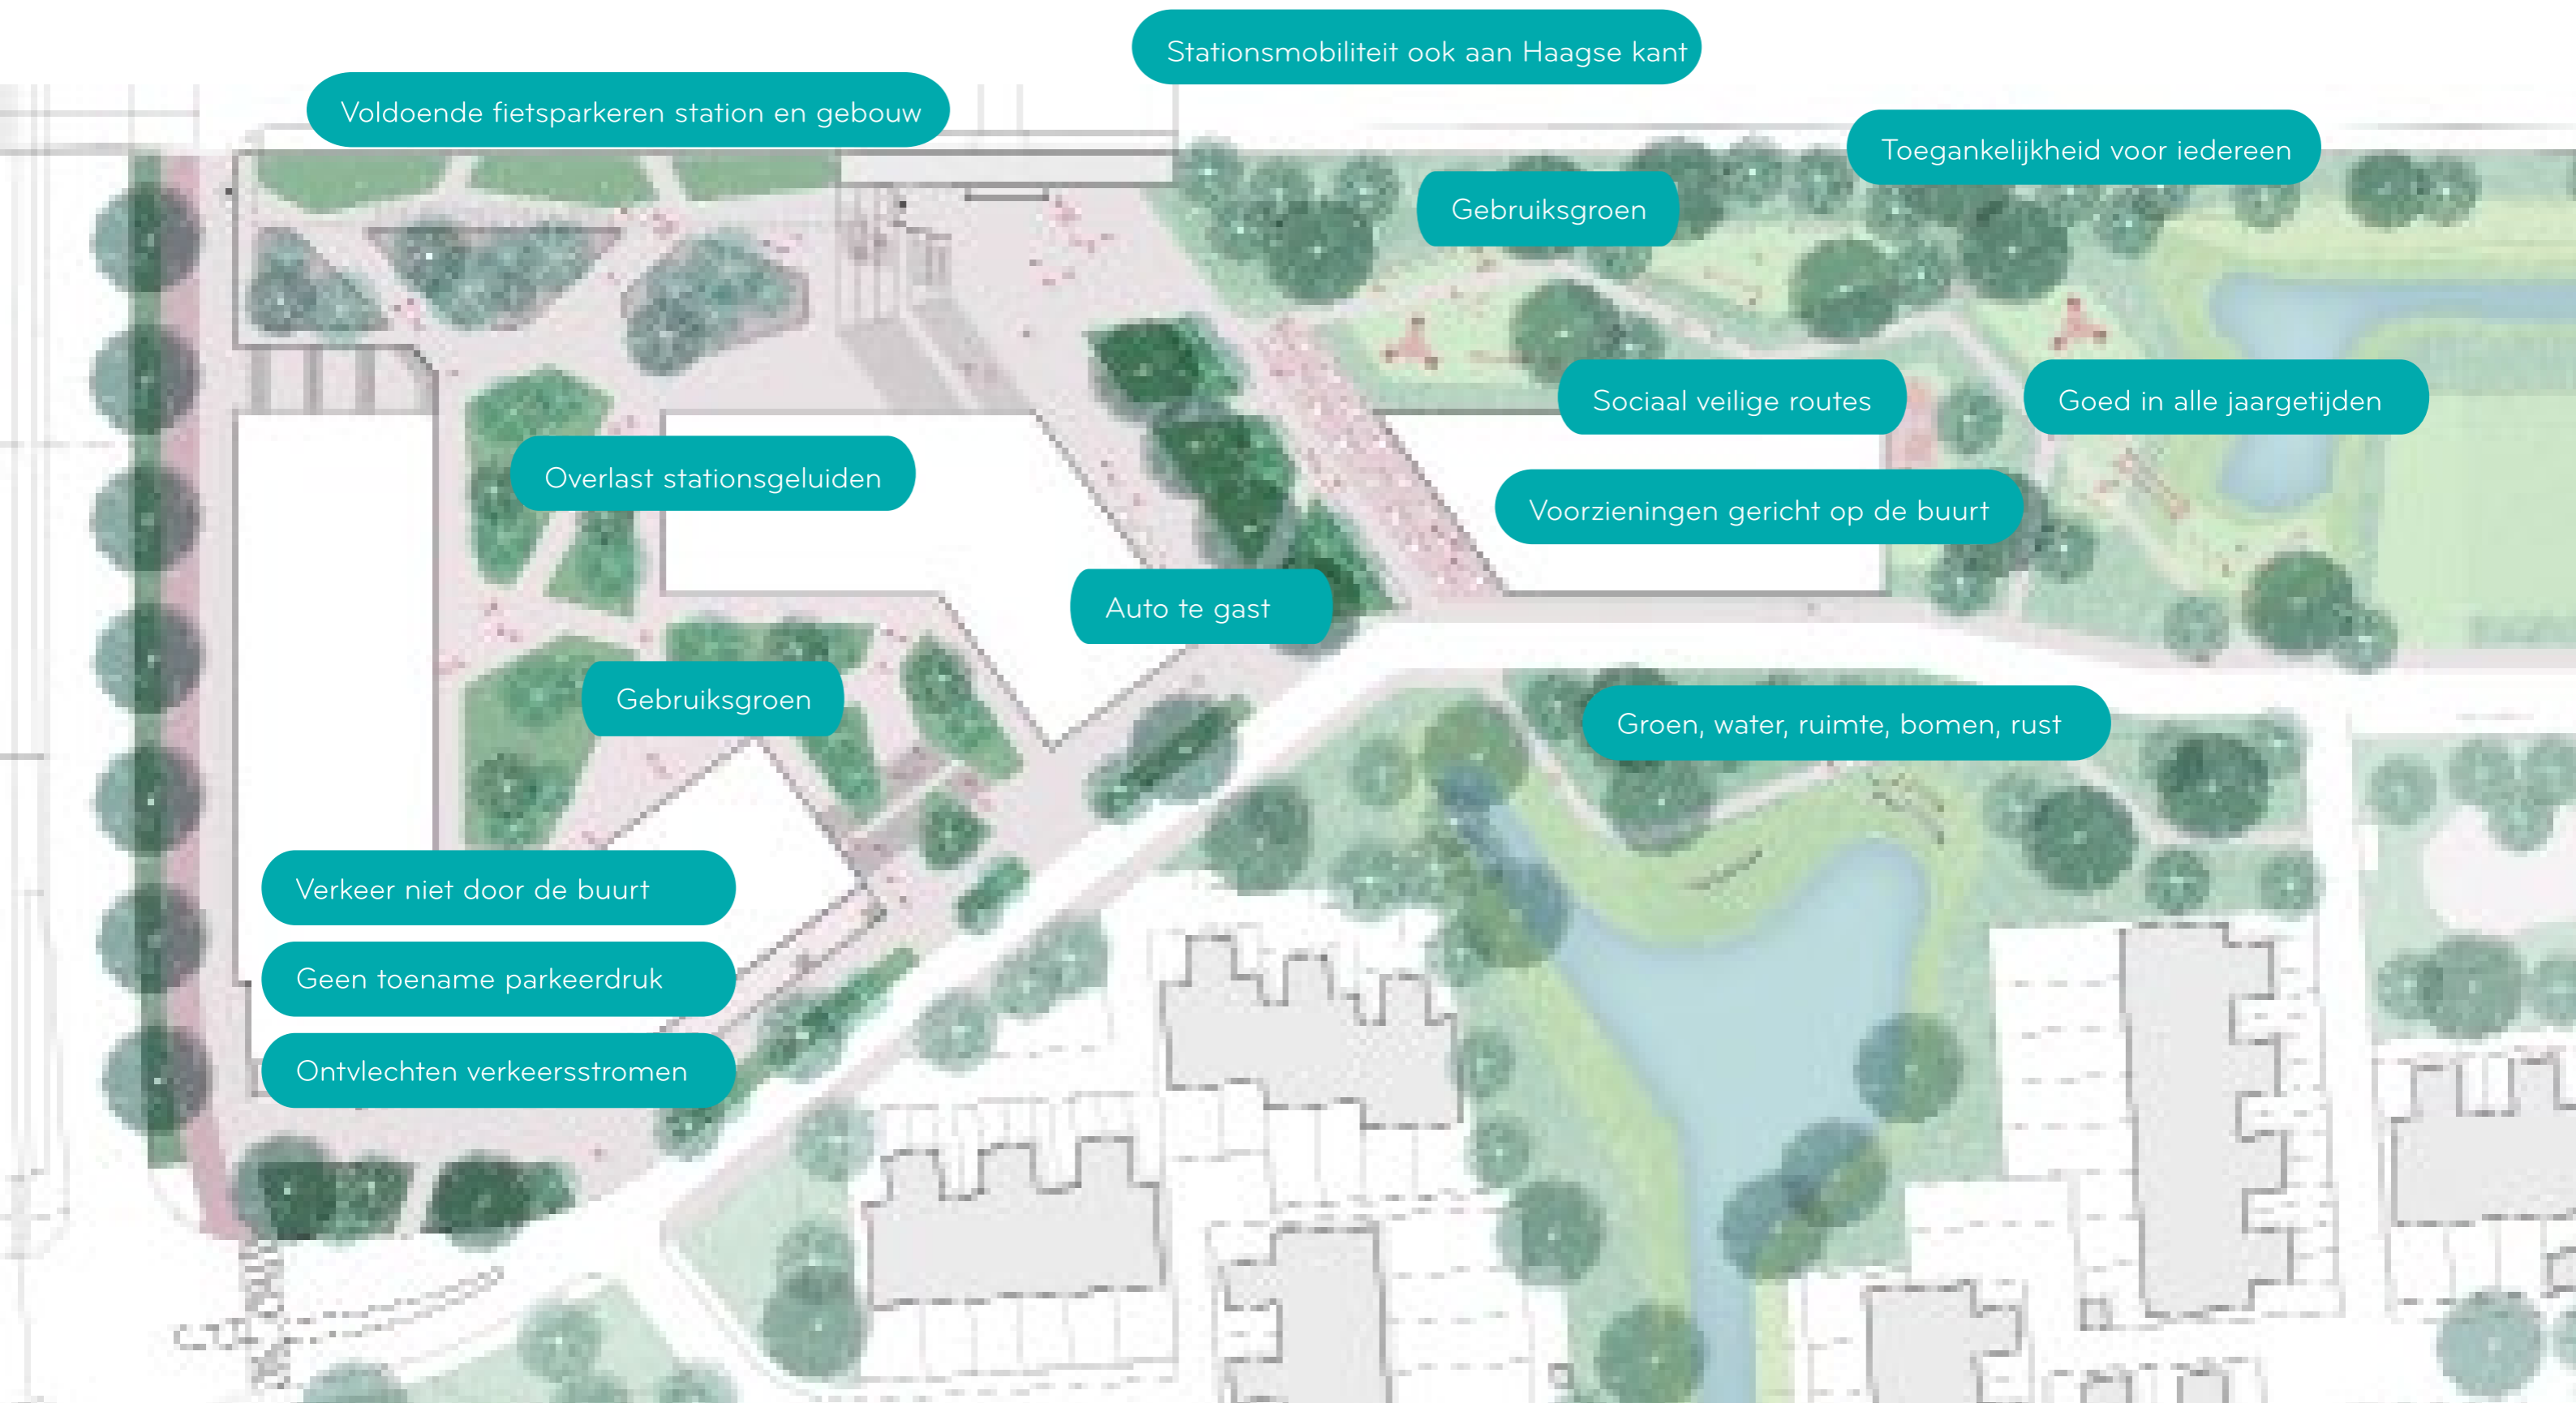 Stationsmobiliteit ook aan Haagse kant
Voldoende fietsparkeren station en gebouw
Toegankelijkheid voor iedereen
Gebruiksgroen
Sociaal veilige routes
Goed in alle jaargetijden
Overlast stationsgeluiden
Voorzieningen gericht op de buurt
Auto te gast
Gebruiksgroen
Groen, water, ruimte, bomen, rust
Verkeer niet door de buurt
Geen toename parkeerdruk
Ontvlechten verkeersstromen